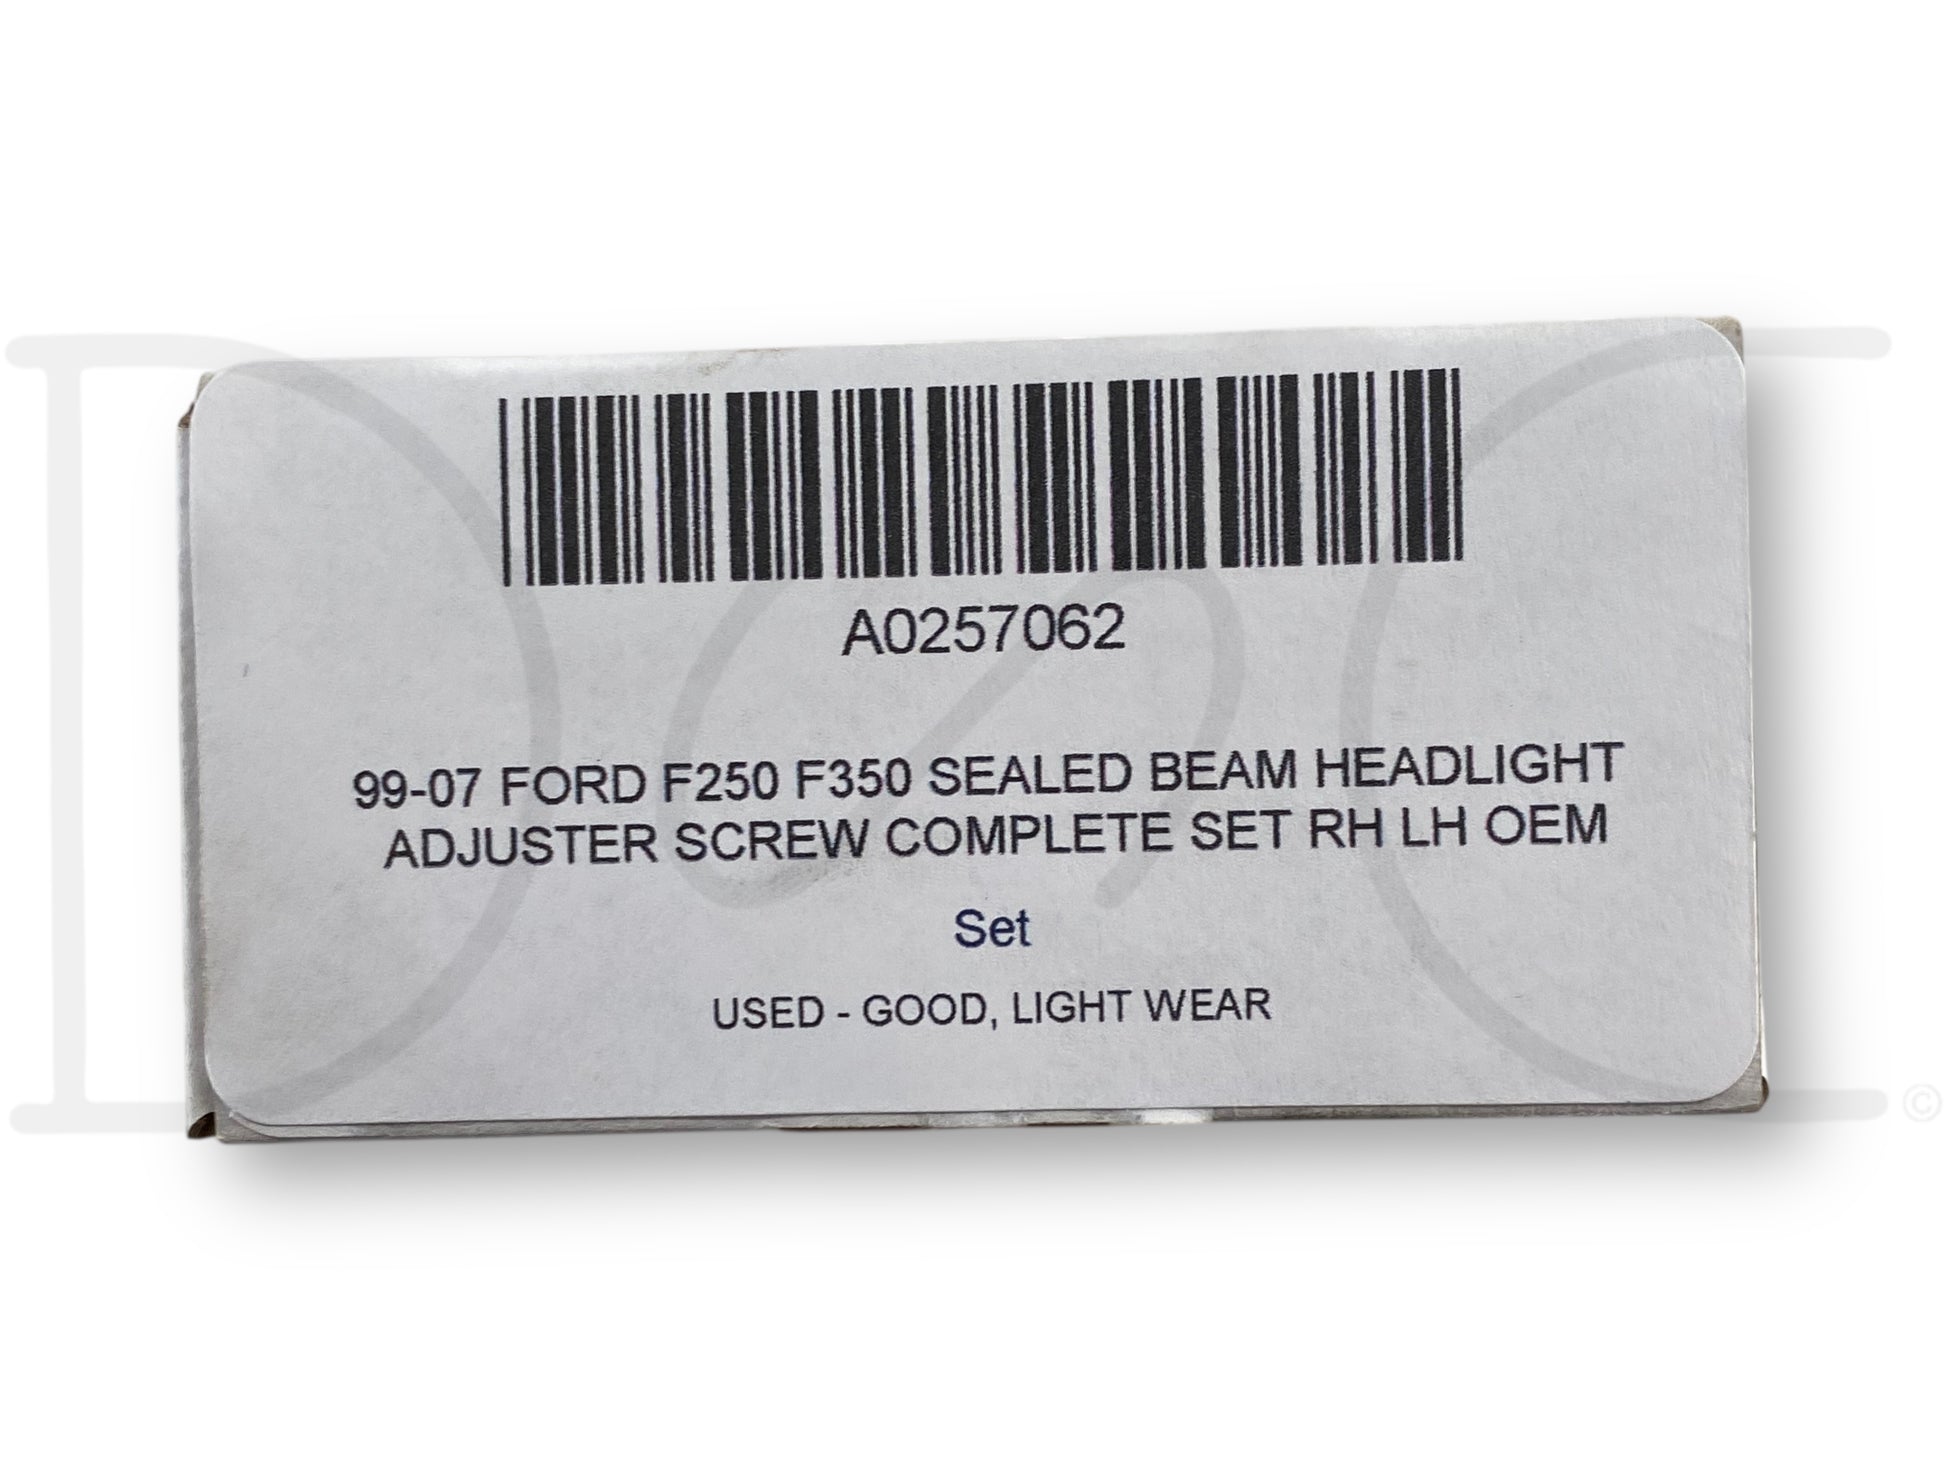 A0257062
99-07 FORD F250 F350 SEALED BEAM HEADLIGHT
ADJUSTER SCREW COMPLETE SET RH LH OEM
Set
USED - GOOD, LIGHT WEAR
©